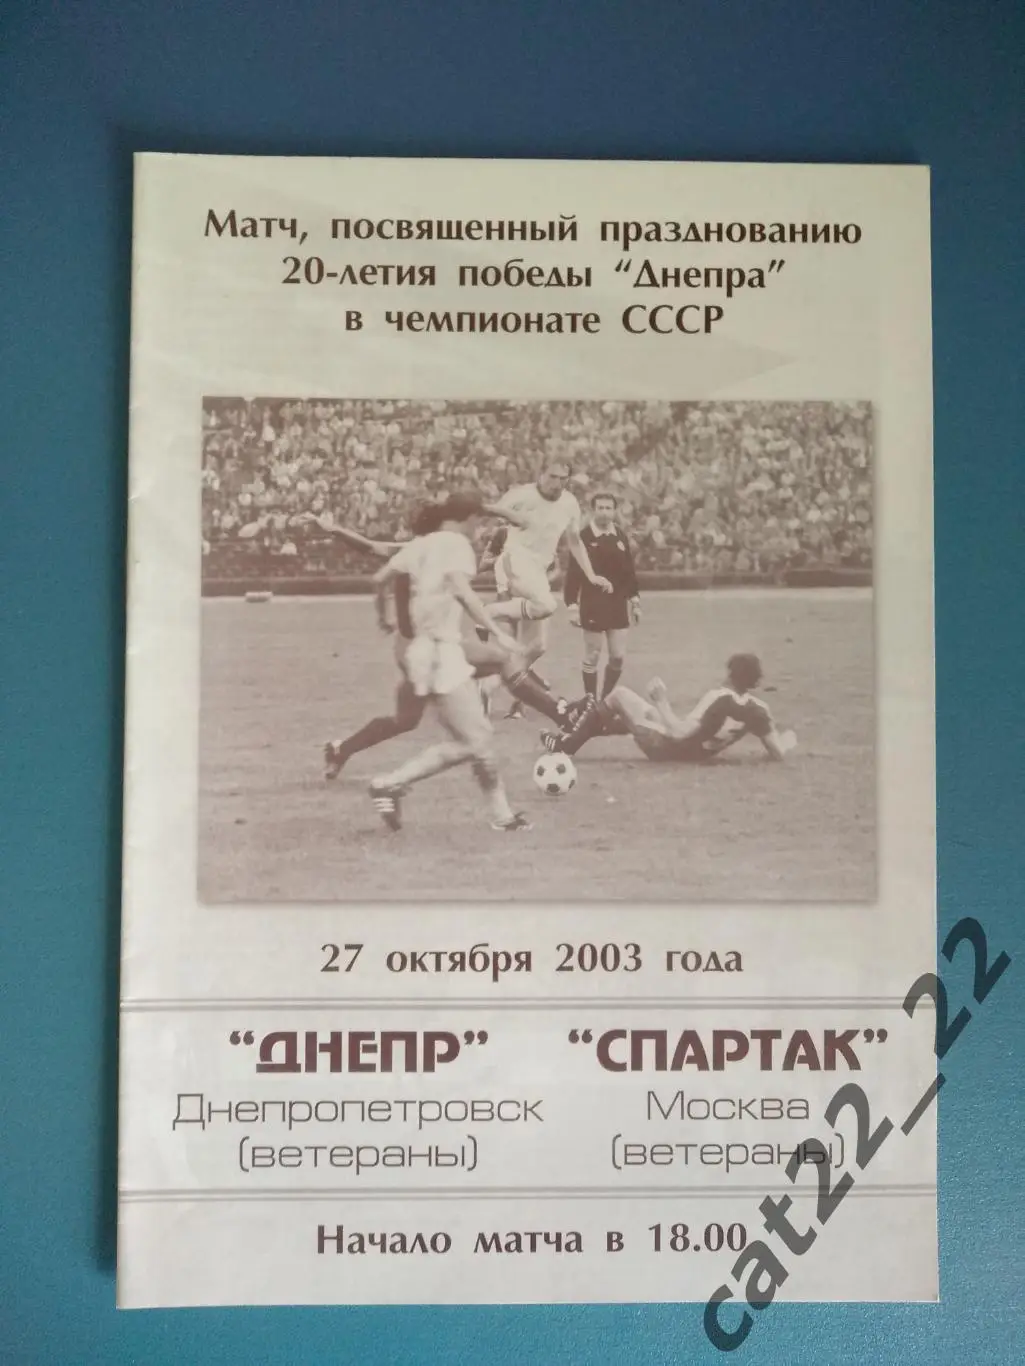 Матч, посвященный празднованию
20-летия победы "Днепра"
в чемпионате СССР
27 октября 2003 года
"ДНЕПР" "СПАРТАК"
Днепропетровск Москва
(ветераны) (ветераны)
Начало матча в 18.00
cat22_22